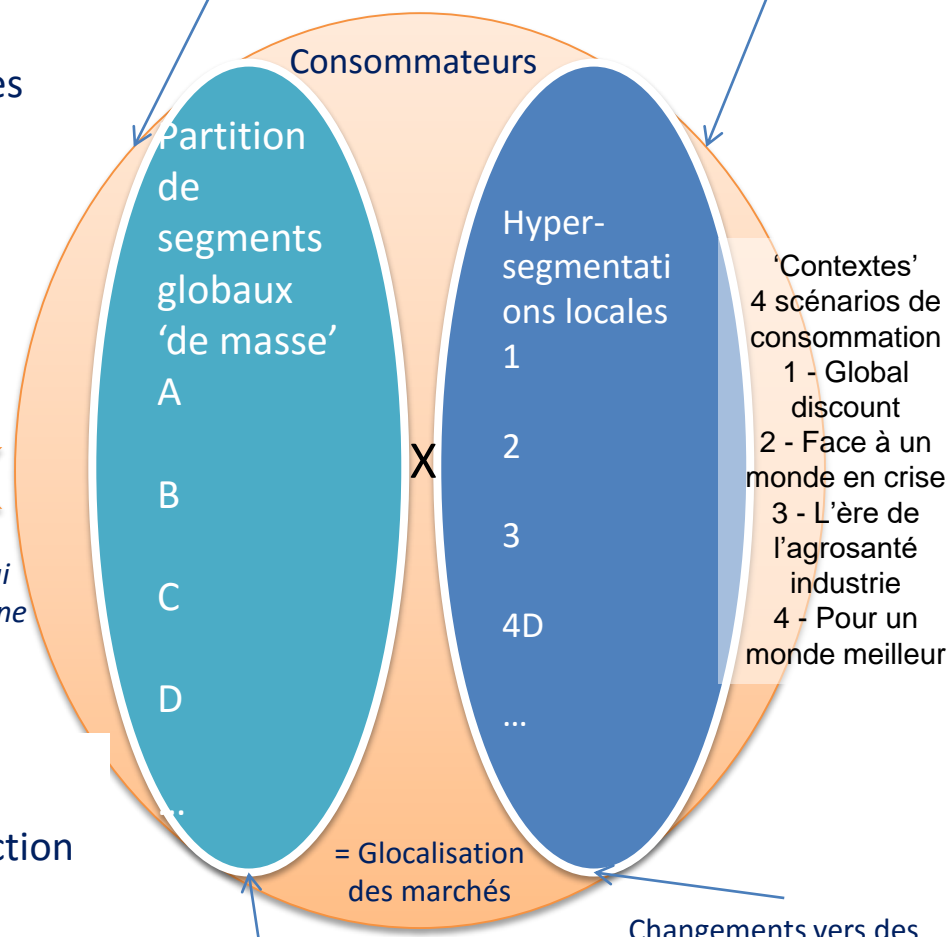 Consommateurs
Partition
de
segments
globaux
‘de masse’
A
B
C
D
...
X
Hyper-
segmentati
ons locales
1
2
3
4D
...
= Glocalisation
des marchés
‘Contextes’
4 scénarios de
consommation
1 - Global
discount
2 - Face à un
monde en crise
3 - L’ère de
l’agrosanté
industrie
4 - Pour un
monde meilleur
Changements vers des